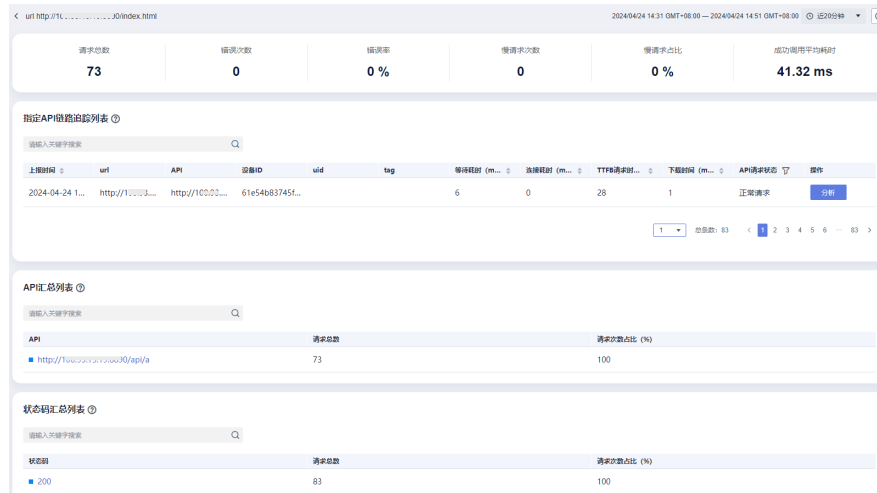 url http://1 0/index.html 2024/04/24 14:31 GMT+08:00 — 2024/04/24 14:51 GMT+08:00 近20分钟
请求总数 错误次数 错误率 慢请求次数 慢请求占比 成功调用平均耗时
73 0 0 % 0 0 % 41.32 ms
指定API链路追踪列表
请输入关键字搜索
上报时间 url API 设备ID uid tag 等待耗时 (m... 连接耗时 (m... TTFB请求时... 下载时间 (m... API请求状态 操作
2024-04-24 1... http://1 .... http://10 .... 61e54b83745f... 6 0 28 1 正常请求 分析
1 总条数: 83 < 1 2 3 4 5 6 ... 83 >
API汇总列表
请输入关键字搜索
API 请求总数 请求次数占比 (%)
http://1 0/api/a 73 100
状态码汇总列表
请输入关键字搜索
状态码 请求总数 请求次数占比 (%)
200 83 100